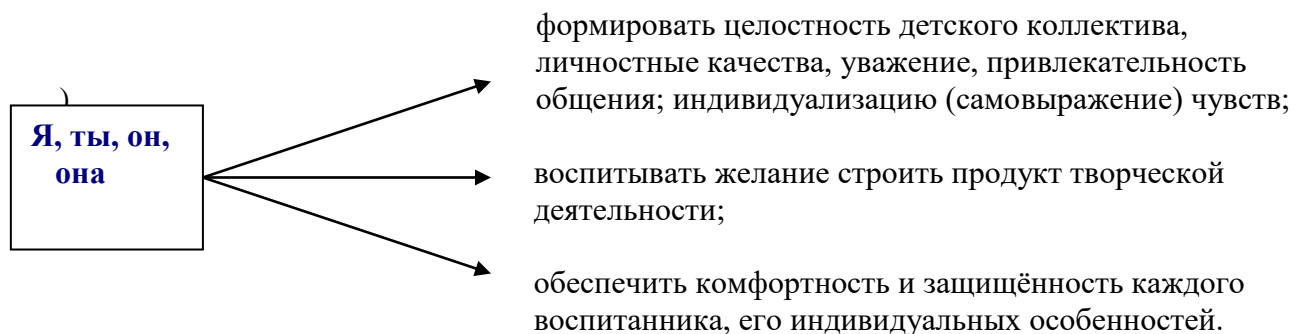 формировать целостность детского коллектива,
личностные качества, уважение, привлекательность
общения; индивидуализацию (самовыражение) чувств;
)
Я, ты, он,
она
воспитывать желание строить продукт творческой
деятельности;
обеспечить комфортность и защищённость каждого
воспитанника, его индивидуальных особенностей.